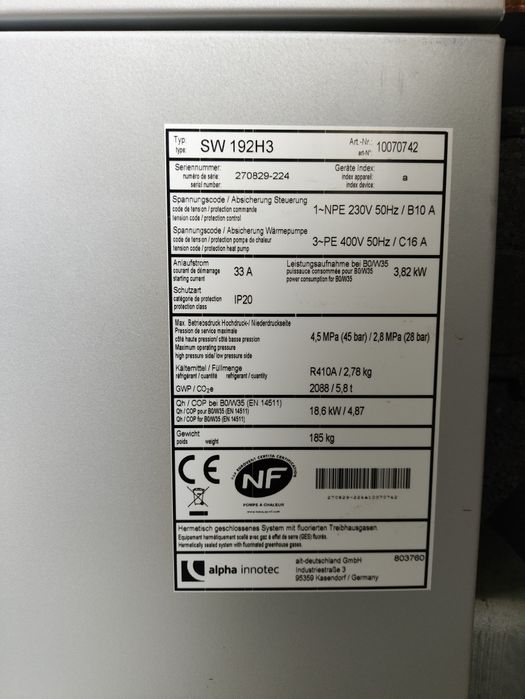 Typ: Art.-Nr.:
type: SW 192H3 art-N°: 10070742
Seriennummer: Geräte Index:
numéro de série: 270829-224 index appareil: a
serial number: index device:
Spannungscode / Absicherung Steuerung
code de tension / protection commande 1~NPE 230V 50Hz / B10 A
tension code / protection control
Spannungscode / Absicherung Wärmepumpe
code de tension / protection pompe de chaleur 3~PE 400V 50Hz / C16 A
tension code / protection heat pump
Anlaufstrom Leistungsaufnahme bei B0/W35
courant de démarrage 33 A puissance consommée pour B0/W35 3,82 kW
starting current power consumption for B0/W35
Schutzart
catégorie de protection IP20
protection class
Max. Betriebsdruck Hochdruck-/ Niederdruckseite
Pression de service maximale
côté haute pression/ côté basse pression 4,5 MPa (45 bar) / 2,8 MPa (28 bar)
Maximum operating pressure
high pressure side/ low pressure side
Kältemittel / Füllmenge R410A / 2,78 kg
réfrigérant / quantité refrigerant / quantity
GWP / CO2e 2088 / 5,8 t
Qh / COP bei B0/W35 (EN 14511)
Qh / COP pour B0/W35 (EN 14511) 18,6 kW / 4,87
Qh / COP for B0/W35 (EN 14511)
Gewicht 185 kg
poids weight
CE
NF
POMPE A CHALEUR
www.marque-nf.com
270829-224a10070742
Hermetisch geschlossenes System mit fluorierten Treibhausgasen.
Equipement hermétiquement scellé avec gaz à effet de serre (GES) fluorés.
Hermetically sealed system with fluorinated greenhouse gases.
alpha innotec
ait-deutschland GmbH 803760
Industriestraße 3
95359 Kasendorf / Germany